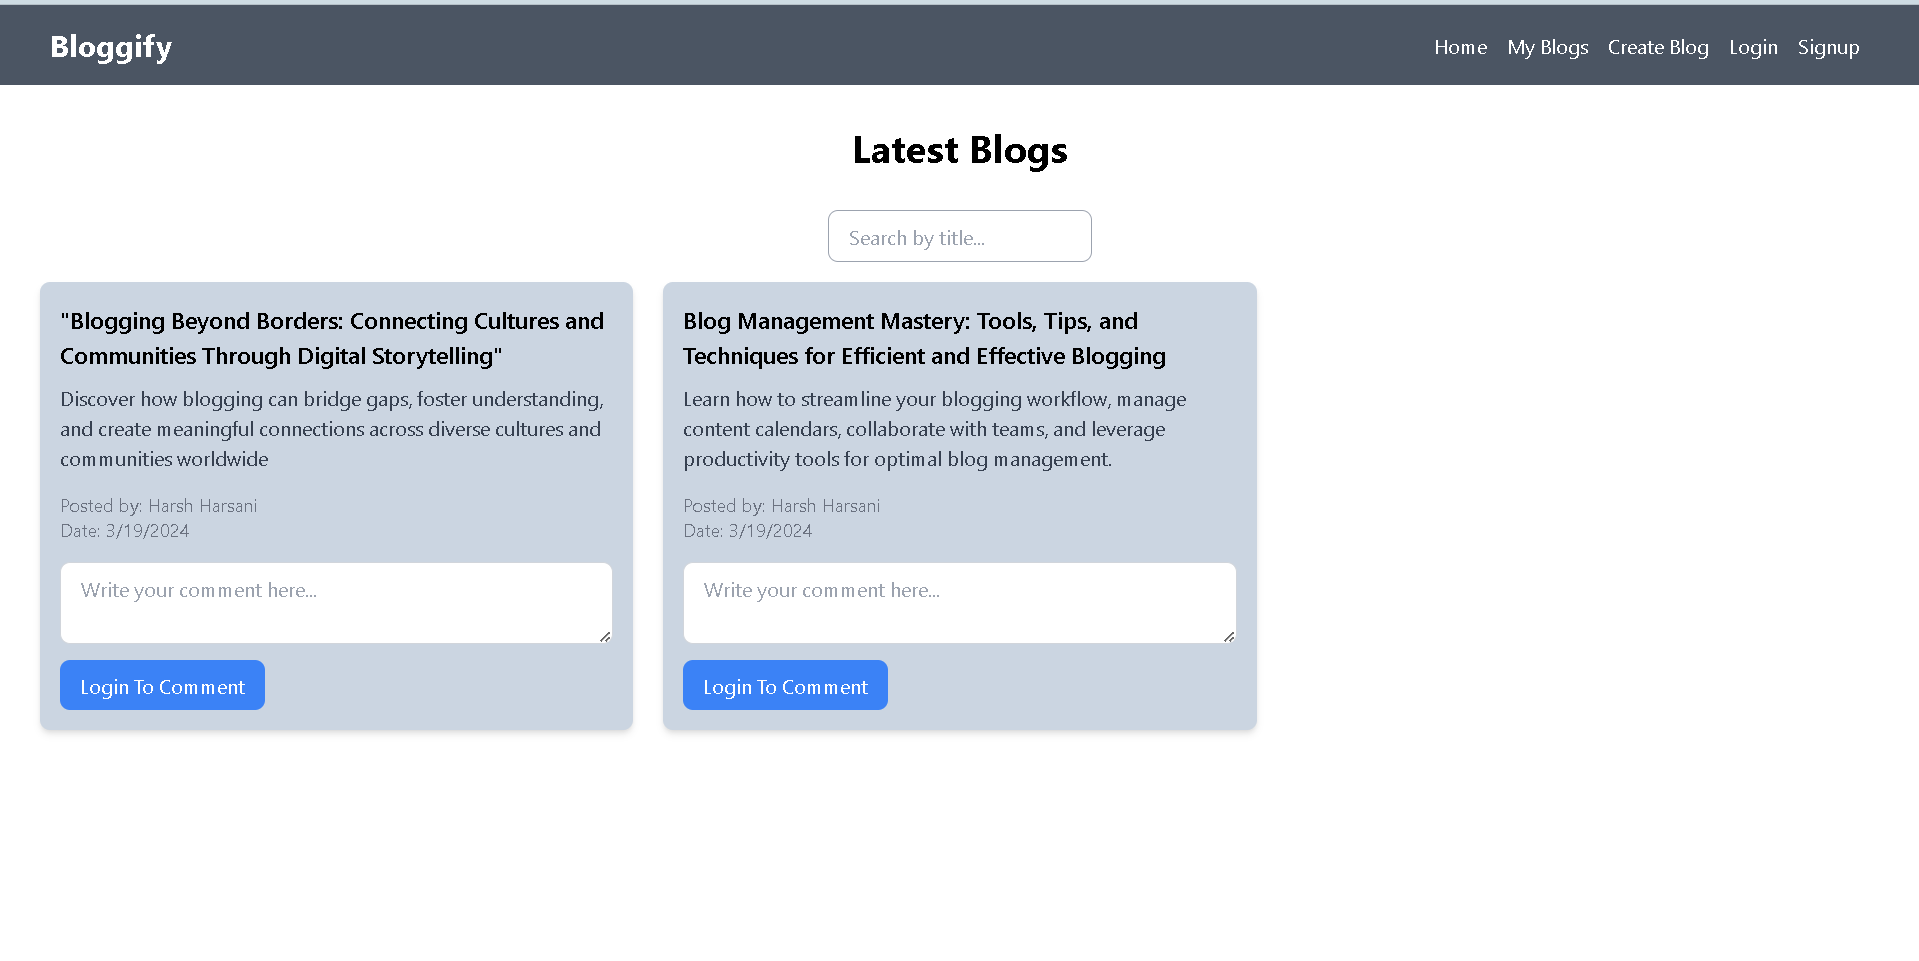 Bloggify
Home My Blogs Create Blog Login Signup
Latest Blogs
Search by title...
"Blogging Beyond Borders: Connecting Cultures and
Communities Through Digital Storytelling"
Discover how blogging can bridge gaps, foster understanding,
and create meaningful connections across diverse cultures and
communities worldwide
Posted by: Harsh Harsani
Date: 3/19/2024
Write your comment here...
Login To Comment
Blog Management Mastery: Tools, Tips, and
Techniques for Efficient and Effective Blogging
Learn how to streamline your blogging workflow, manage
content calendars, collaborate with teams, and leverage
productivity tools for optimal blog management.
Posted by: Harsh Harsani
Date: 3/19/2024
Write your comment here...
Login To Comment